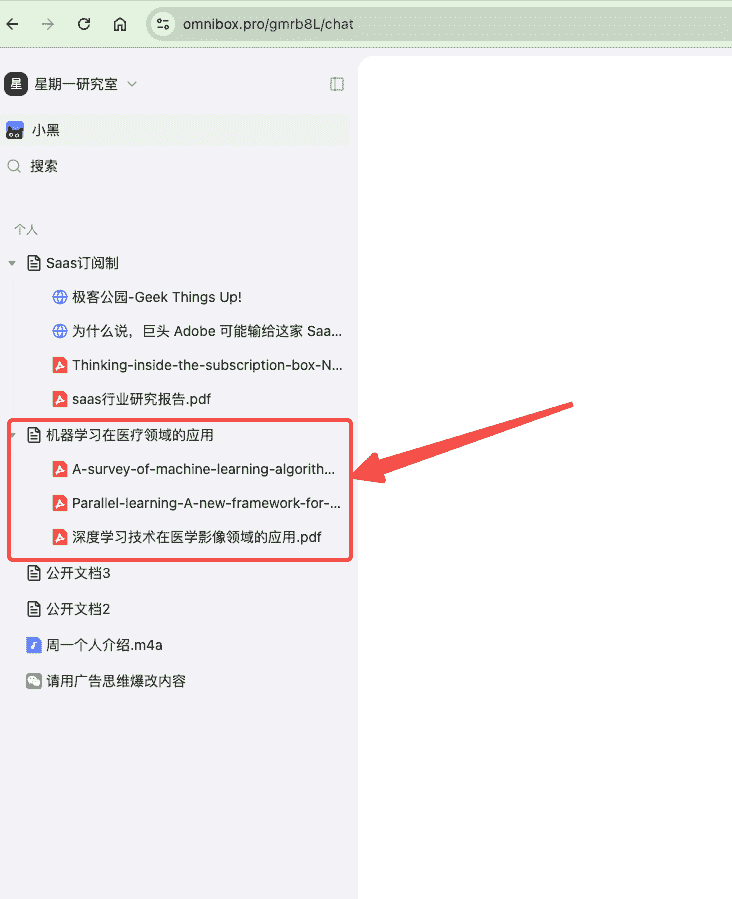 omnibox.pro/gmrb8L/chat
星 星期一研究室
小黑
搜索
个人
Saas订阅制
极客公园-Geek Things Up!
为什么说，巨头 Adobe 可能输给这家 Saa...
Thinking-inside-the-subscription-box-N...
saas行业研究报告.pdf
机器学习在医疗领域的应用
A-survey-of-machine-learning-algorith...
Parallel-learning-A-new-framework-for-...
深度学习技术在医学影像领域的应用.pdf
公开文档3
公开文档2
周一个人介绍.m4a
请用广告思维爆改内容